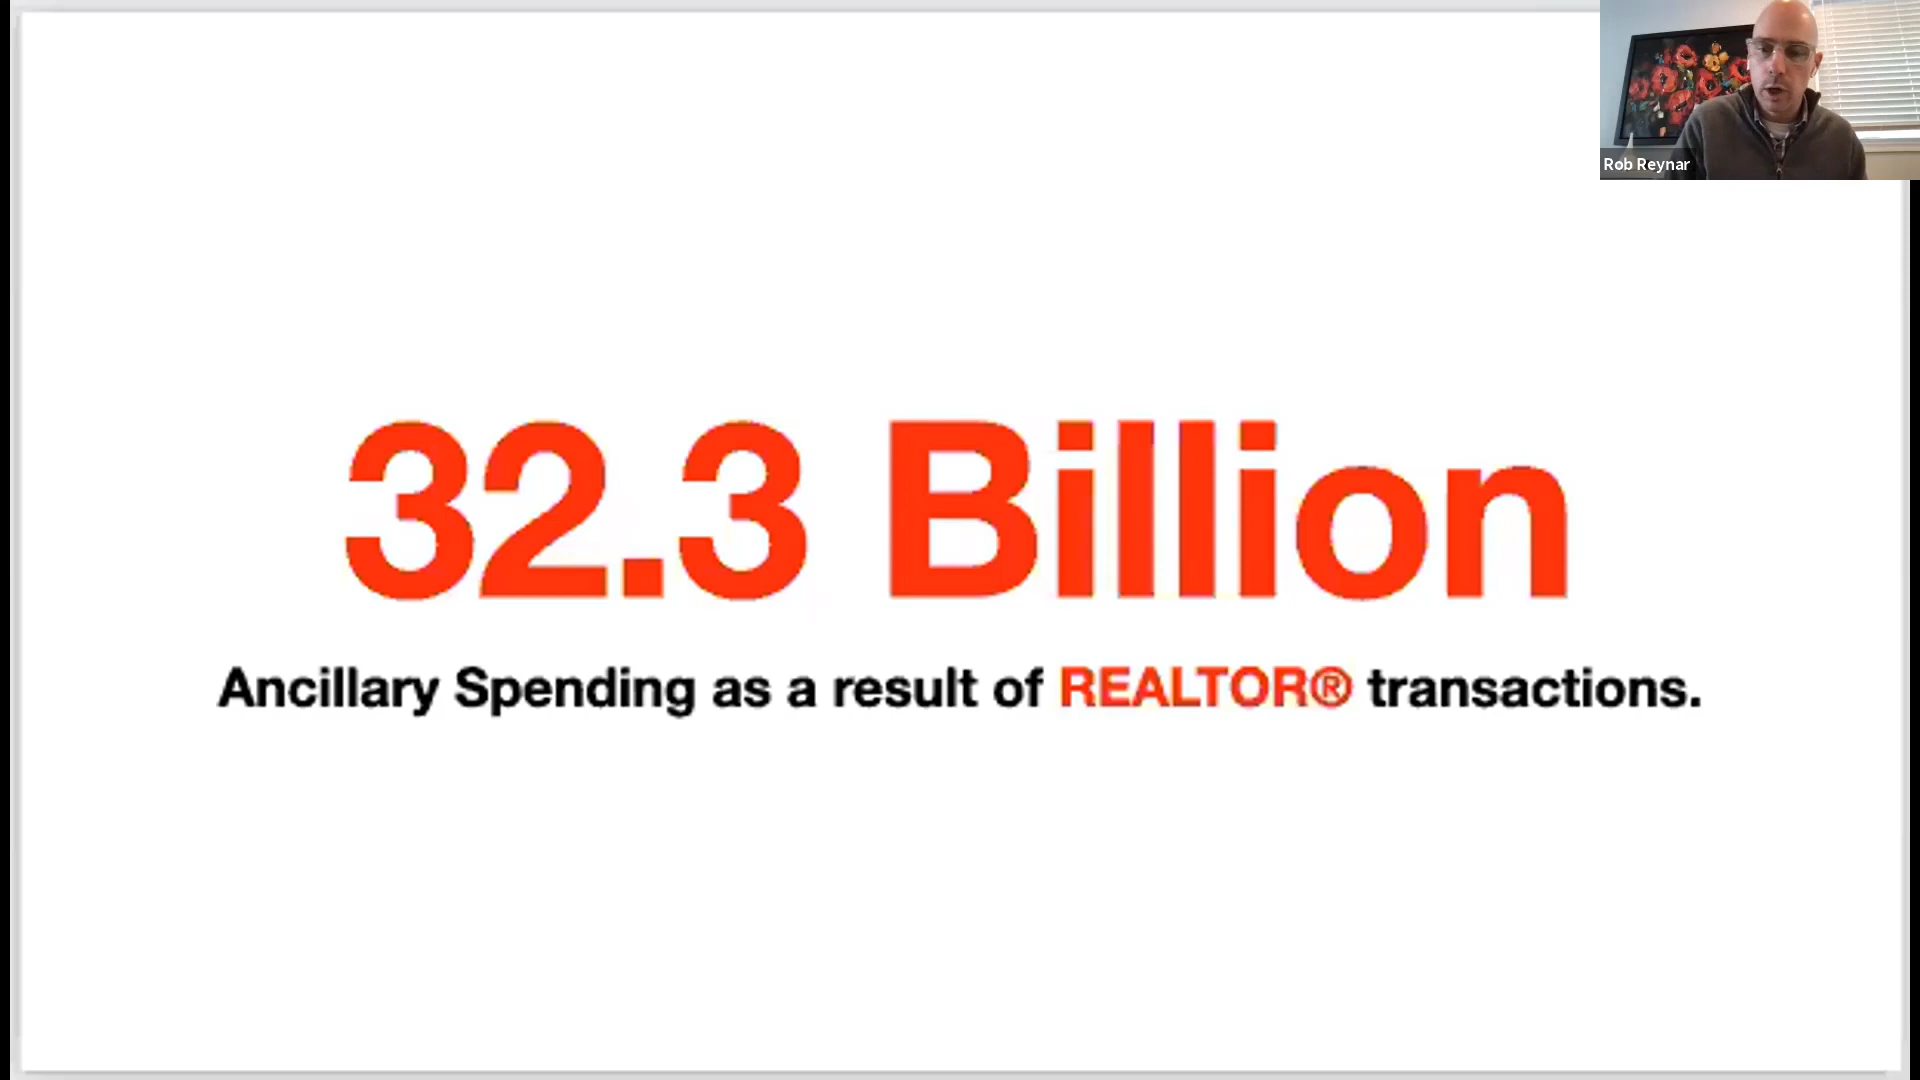 Rob Reynar
32.3 Billion
Ancillary Spending as a result of REALTOR® transactions.